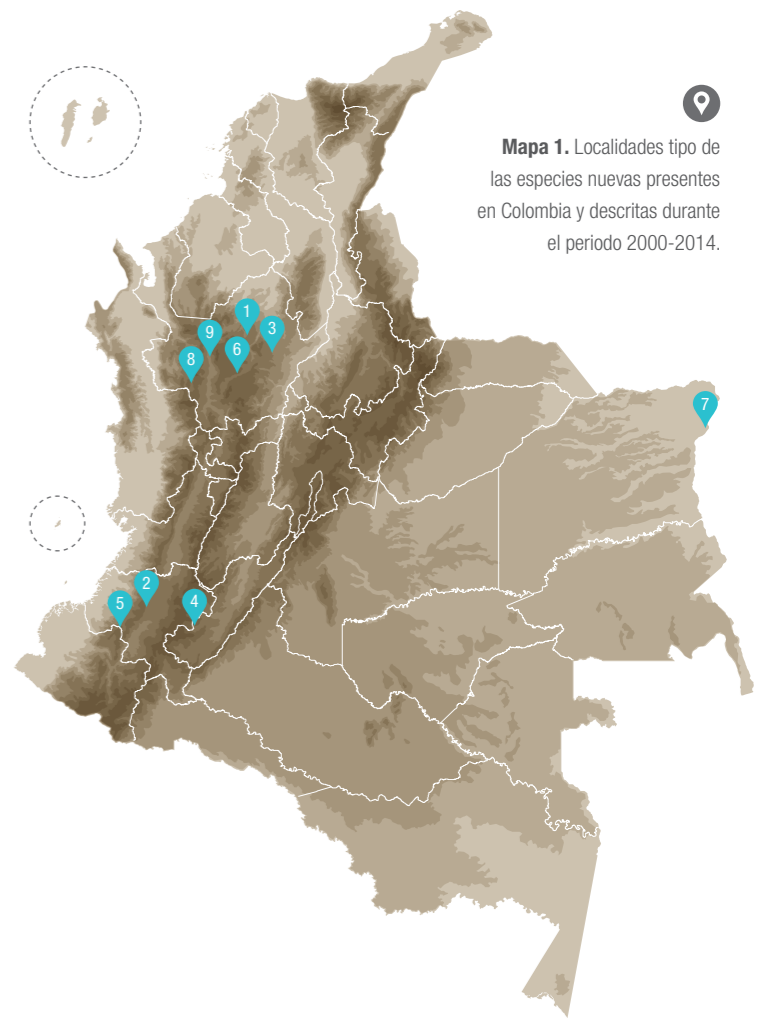 Mapa 1. Localidades tipo de
las especies nuevas presentes
en Colombia y descritas durante
el periodo 2000-2014.
1
3
9
6
8
7
2
5
4